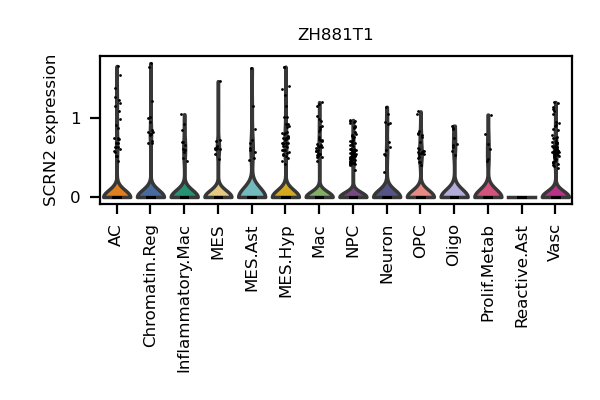 ZH881T1
SCRN2 expression
1
0
AC
Chromatin.Reg
Inflammatory.Mac
MES
MES.Ast
MES.Hyp
Mac
NPC
Neuron
OPC
Oligo
Prolif.Metab
Reactive.Ast
Vasc